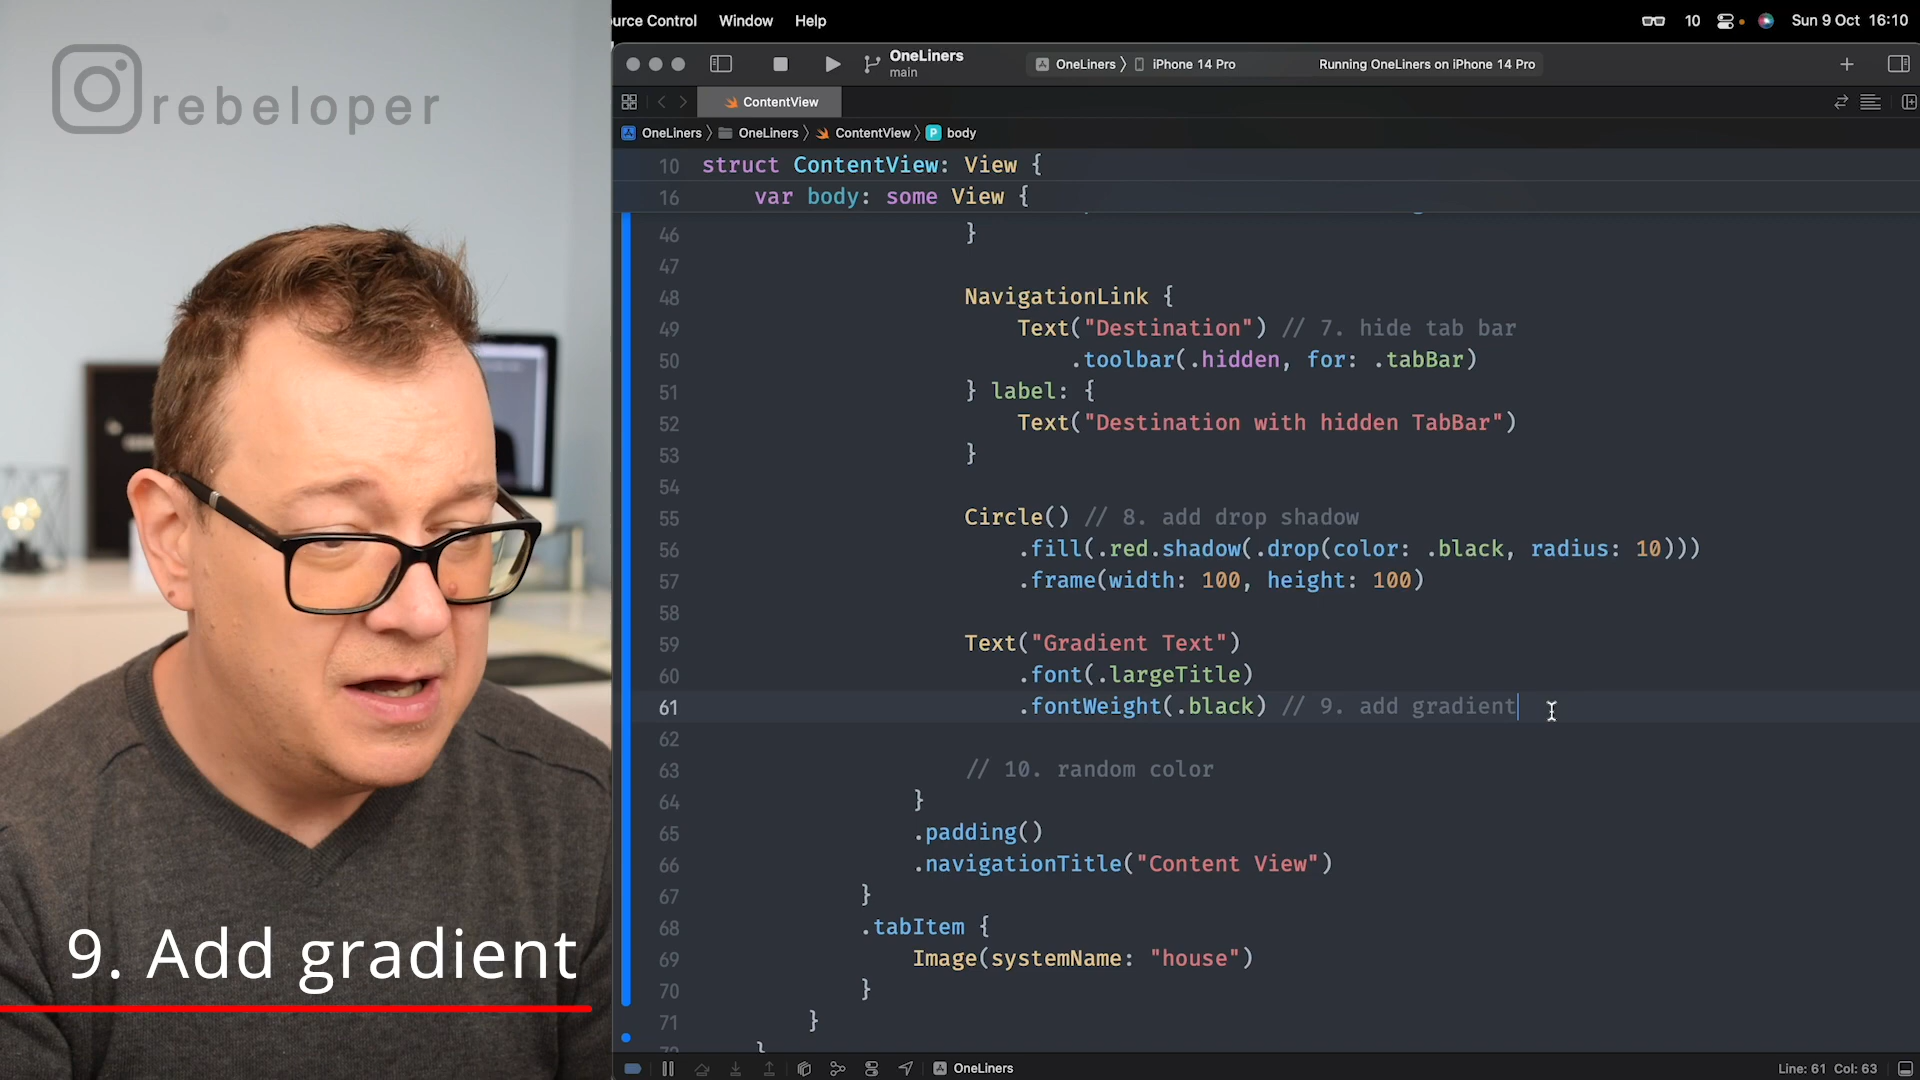 rebeloper
9. Add gradient
urce Control Window Help
10 Sun 9 Oct 16:10
OneLiners
main
OneLiners iPhone 14 Pro Running OneLiners on iPhone 14 Pro
ContentView
OneLiners OneLiners ContentView P body
10 struct ContentView: View {
16 var body: some View {
46 }
47
48 NavigationLink {
49 Text("Destination") // 7. hide tab bar
50 .toolbar(.hidden, for: .tabBar)
51 } label: {
52 Text("Destination with hidden TabBar")
53 }
54
55 Circle() // 8. add drop shadow
56 .fill(.red.shadow(.drop(color: .black, radius: 10)))
57 .frame(width: 100, height: 100)
58
59 Text("Gradient Text")
60 .font(.largeTitle)
61 .fontWeight(.black) // 9. add gradient
62
63 // 10. random color
64 }
65 .padding()
66 .navigationTitle("Content View")
67 }
68 .tabItem {
69 Image(systemName: "house")
70 }
71 }
OneLiners
Line: 61 Col: 63